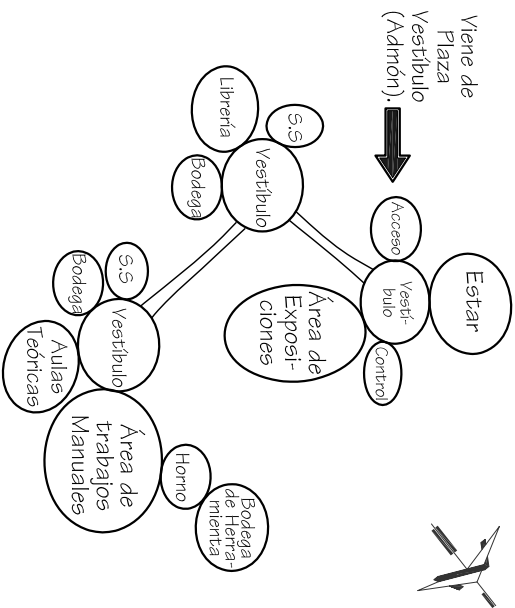 Viene de
Plaza
Vestíbulo
(Admón).
Acceso
Estar
Vestí-
bulo
Control
Área de
Exposi-
ciones
S.S
Librería
Vestíbulo
Bodega
S.S
Bodega
Vestíbulo
Aulas
Teóricas
Área de
trabajos
Manuales
Horno
Bodega
de Herra-
mienta